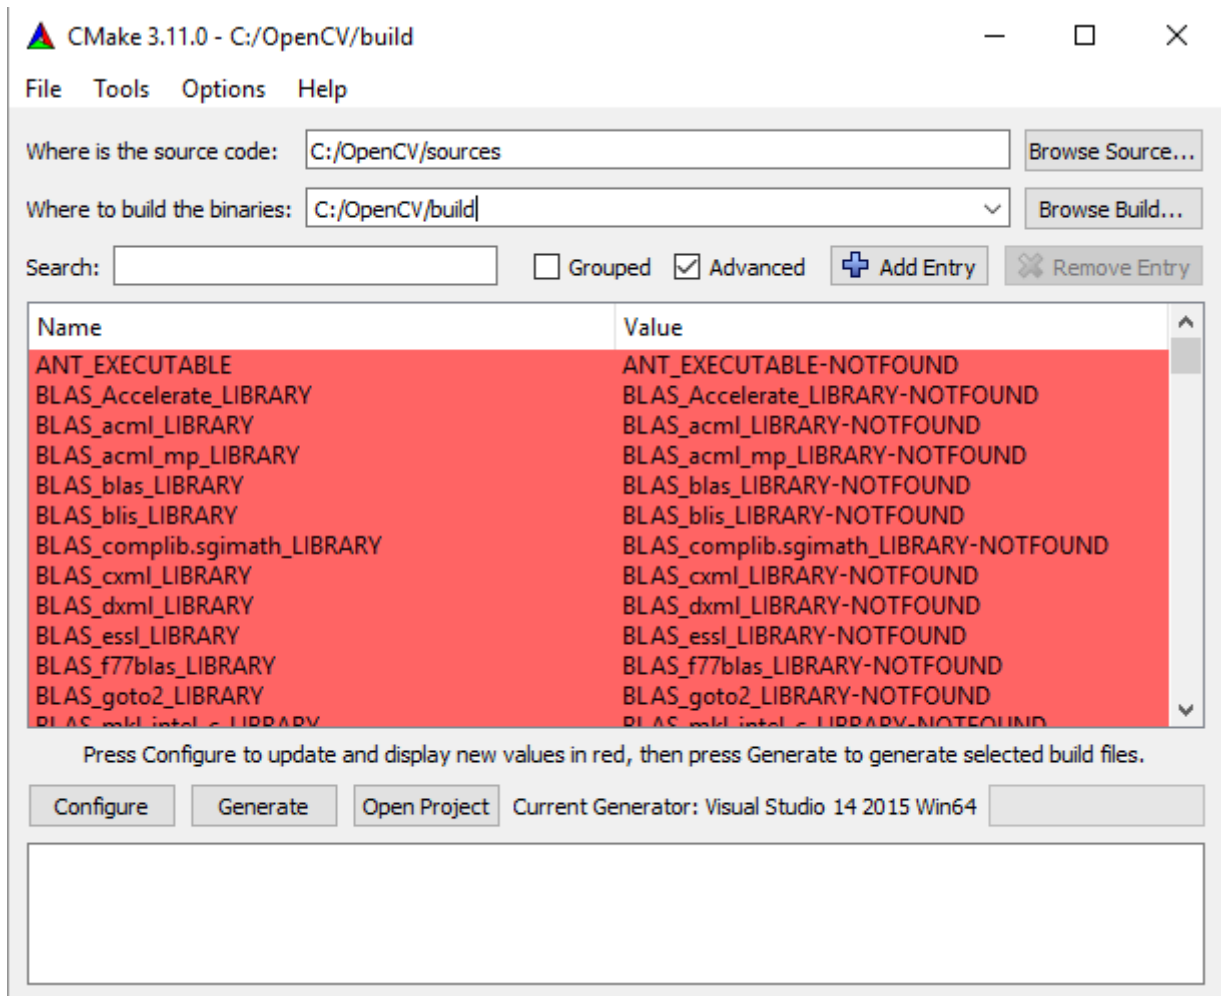 CMake 3.11.0 - C:/OpenCV/build
File Tools Options Help
Where is the source code: C:/OpenCV/sources Browse Source...
Where to build the binaries: C:/OpenCV/build Browse Build...
Search: Grouped Advanced Add Entry Remove Entry
Name Value
ANT_EXECUTABLE ANT_EXECUTABLE-NOTFOUND
BLAS_Accelerate_LIBRARY BLAS_Accelerate_LIBRARY-NOTFOUND
BLAS_acml_LIBRARY BLAS_acml_LIBRARY-NOTFOUND
BLAS_acml_mp_LIBRARY BLAS_acml_mp_LIBRARY-NOTFOUND
BLAS_blas_LIBRARY BLAS_blas_LIBRARY-NOTFOUND
BLAS_blis_LIBRARY BLAS_blis_LIBRARY-NOTFOUND
BLAS_complib.sgimath_LIBRARY BLAS_complib.sgimath_LIBRARY-NOTFOUND
BLAS_cxml_LIBRARY BLAS_cxml_LIBRARY-NOTFOUND
BLAS_dxml_LIBRARY BLAS_dxml_LIBRARY-NOTFOUND
BLAS_essl_LIBRARY BLAS_essl_LIBRARY-NOTFOUND
BLAS_f77blas_LIBRARY BLAS_f77blas_LIBRARY-NOTFOUND
BLAS_goto2_LIBRARY BLAS_goto2_LIBRARY-NOTFOUND
BLAS_mkl_intel_c_LIBRARY BLAS_mkl_intel_c_LIBRARY-NOTFOUND
Press Configure to update and display new values in red, then press Generate to generate selected build files.
Configure Generate Open Project Current Generator: Visual Studio 14 2015 Win64